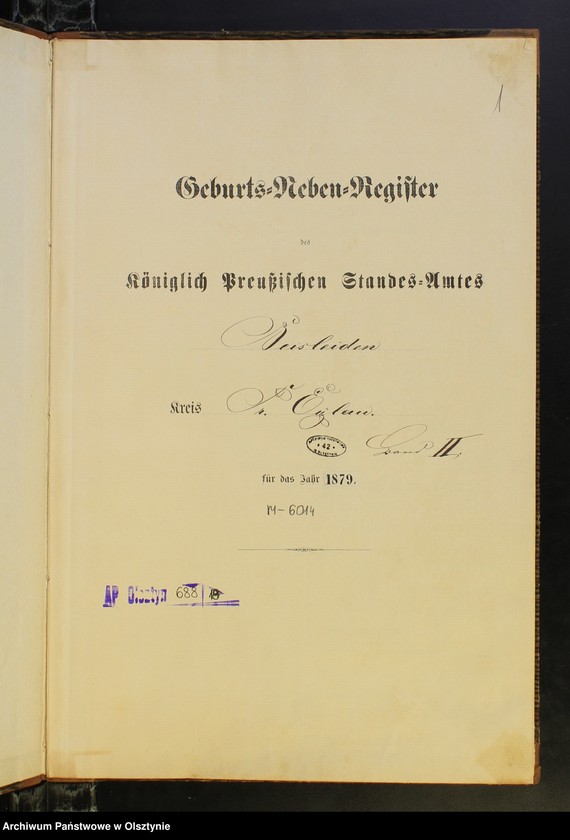 1
Geburts-Neben-Register
des
Königlich Preußischen Standes-Amtes
Kreis Pr. Eylau.
42
Band II.
für das Jahr 1879.
M-6014
AP Olsztyn 688
Archiwum Państwowe w Olsztynie